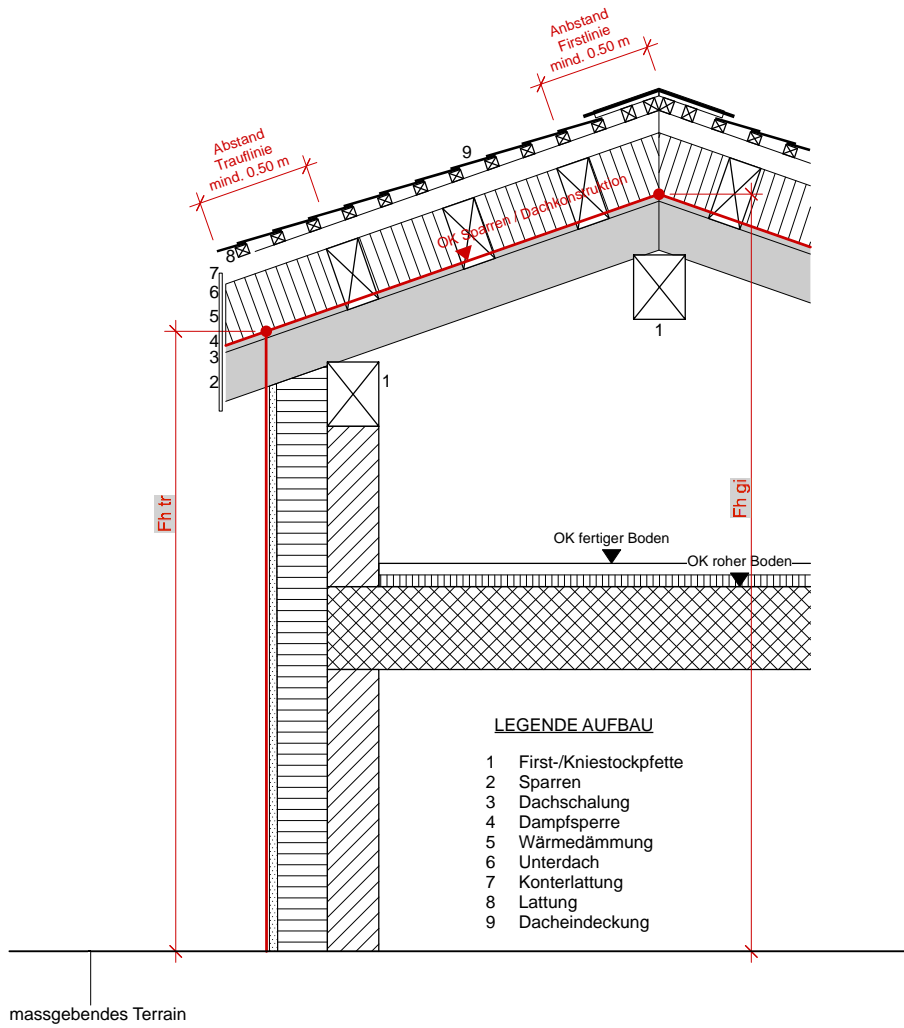 Anbstand
Firstlinie
mind. 0.50 m
Abstand
Trauflinie
mind. 0.50 m
9
OK Sparren / Dachkonstruktion
8
7
6
5
4
3
2
1
1
Fh tr
Fh gi
OK fertiger Boden
OK roher Boden
LEGENDE AUFBAU
1 First-/Kniestockpfette
2 Sparren
3 Dachschalung
4 Dampfsperre
5 Wärmedämmung
6 Unterdach
7 Konterlattung
8 Lattung
9 Dacheindeckung
massgebendes Terrain